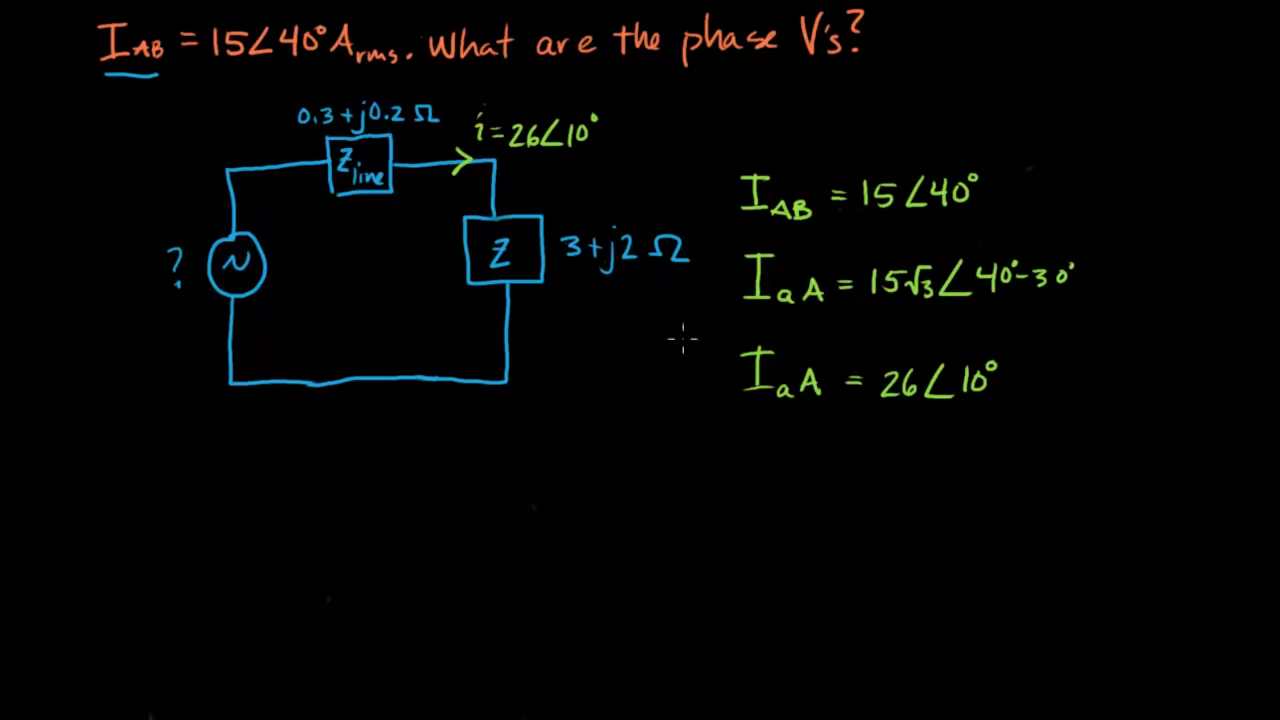 I_AB = 15∠40° A_rms. What are the phase V's?
0.3+j0.2 Ω
i=26∠10°
Z_line
I_AB = 15∠40°
?
~
Z
3+j2 Ω
I_aA = 15√3∠40°-30°
I_aA = 26∠10°